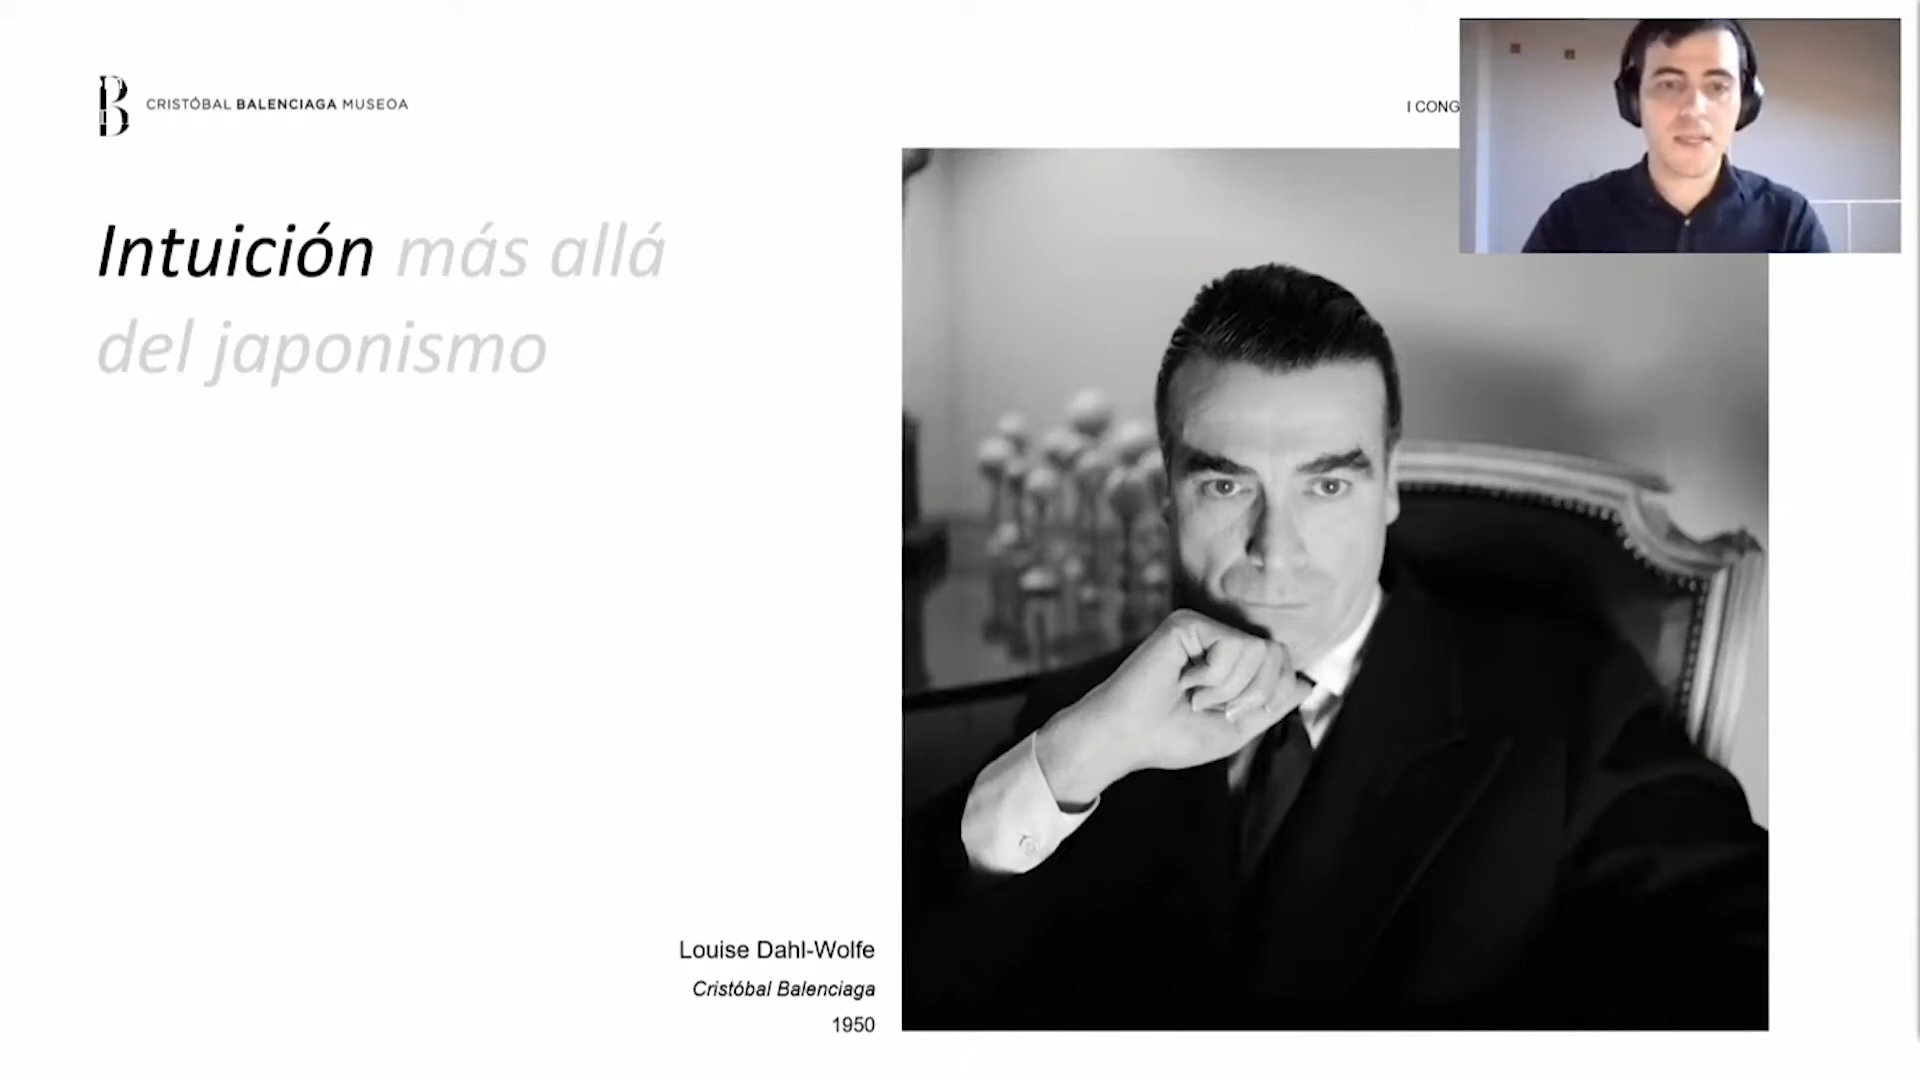 B CRISTÓBAL BALENCIAGA MUSEOA
I CONG
Intuición más allá
del japonismo
Louise Dahl-Wolfe
Cristóbal Balenciaga
1950